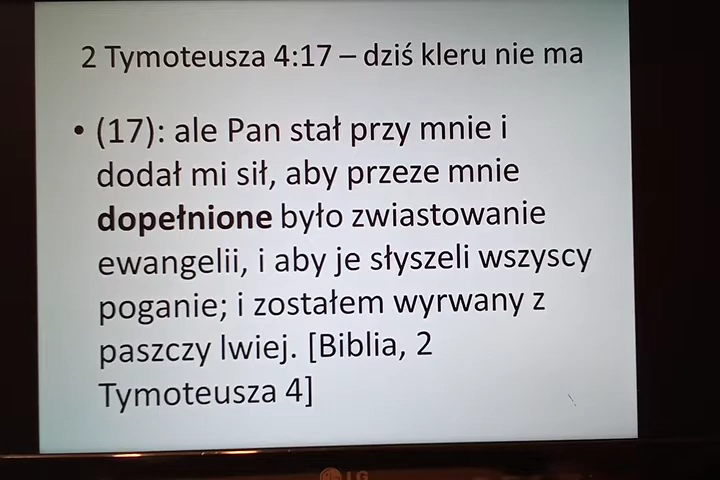 2 Tymoteusza 4:17 – dziś kleru nie ma
• (17): ale Pan stał przy mnie i
dodał mi sił, aby przeze mnie
dopełnione było zwiastowanie
ewangelii, i aby je słyszeli wszyscy
poganie; i zostałem wyrwany z
paszczy lwiej. [Biblia, 2
Tymoteusza 4]
LG